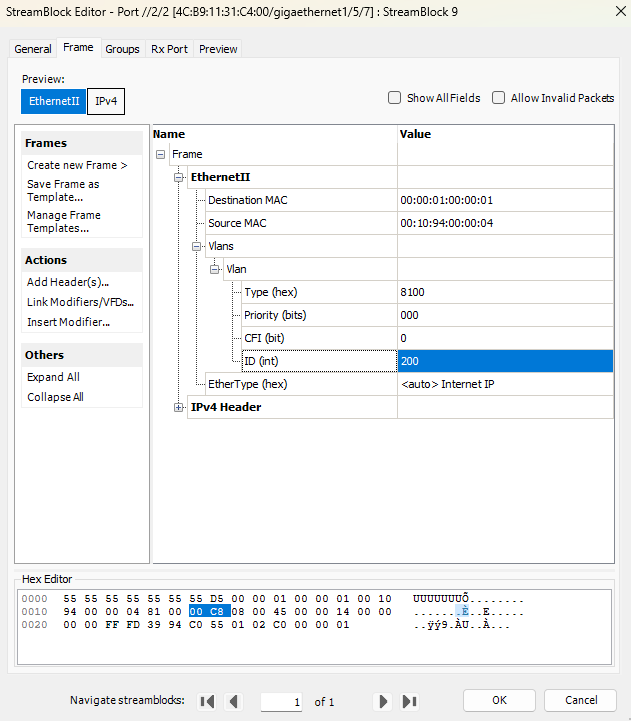 StreamBlock Editor - Port //2/2 [4C:B9:11:31:C4:00/gigaethernet1/5/7] : StreamBlock 9
General Frame Groups Rx Port Preview
Preview:
EthernetII IPv4
Show All Fields Allow Invalid Packets
Frames
Create new Frame >
Save Frame as
Template...
Manage Frame
Templates...
Actions
Add Header(s)...
Link Modifiers/VFDs...
Insert Modifier...
Others
Expand All
Collapse All
Name Value
Frame
EthernetII
Destination MAC 00:00:01:00:00:01
Source MAC 00:10:94:00:00:04
Vlans
Vlan
Type (hex) 8100
Priority (bits) 000
CFI (bit) 0
ID (int) 200
EtherType (hex) <auto> Internet IP
IPv4 Header
Hex Editor
0000 55 55 55 55 55 55 55 D5 00 00 01 00 00 01 00 10 UUUUUUUÕ........
0010 94 00 00 04 81 00 00 C8 08 00 45 00 00 14 00 00 .......È..E.....
0020 00 00 FF FD 39 94 C0 55 01 02 C0 00 00 01 ..ÿý9.ÀU..À...
Navigate streamblocks: 1 of 1 OK Cancel